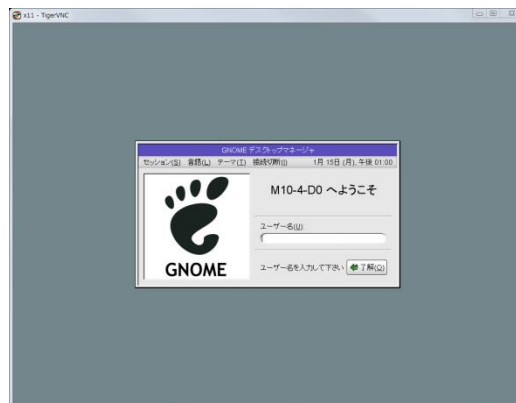 x11 - TigerVNC
GNOME デスクトップマネージャ
セッション(S) 言語(L) テーマ(T) 接続切断(I) 1月 15日 (月), 午後 01:00
M10-4-D0 へようこそ
ユーザー名(U)
GNOME
ユーザー名を入力して下さい 了解(O)